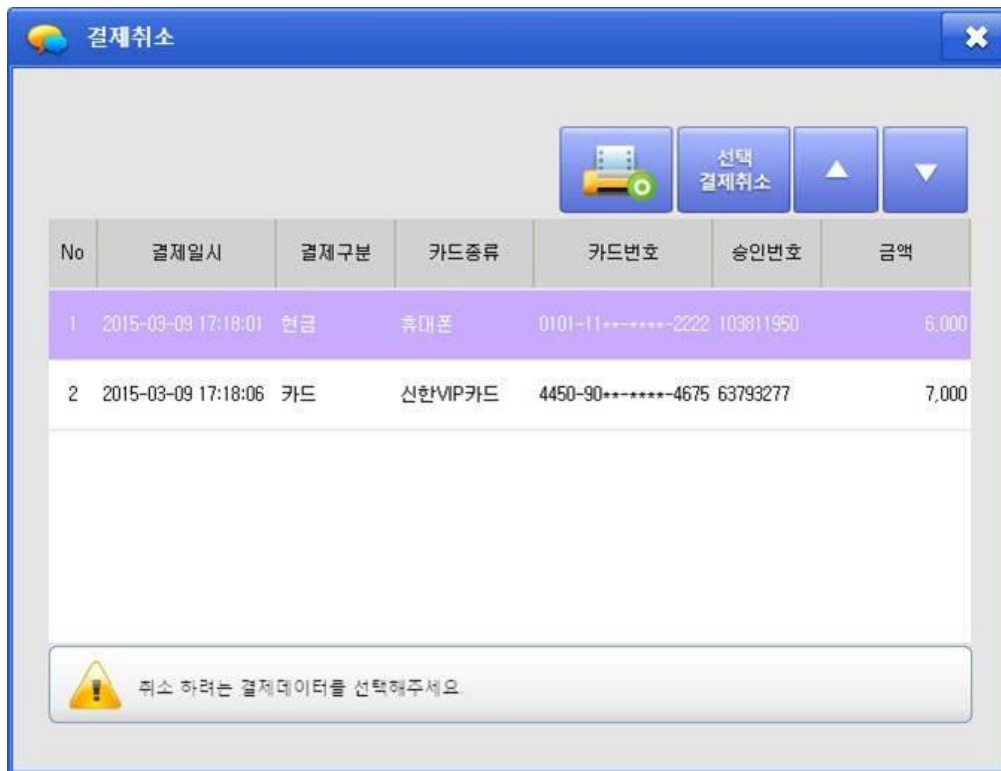 결제취소
선택
결제취소
No 결제일시 결제구분 카드종류 카드번호 승인번호 금액
1 2015-03-09 17:18:01 현금 휴대폰 0101-11**-****-2222 103811950 6,000
2 2015-03-09 17:18:06 카드 신한VIP카드 4450-90**-****-4675 63793277 7,000
취소 하려는 결제데이터를 선택해주세요.